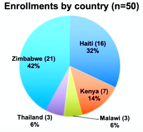 Enrollments by country (n=50)
Haiti (16)
32%
Zimbabwe (21)
42%
Kenya (7)
14%
Thailand (3)
6%
Malawi (3)
6%